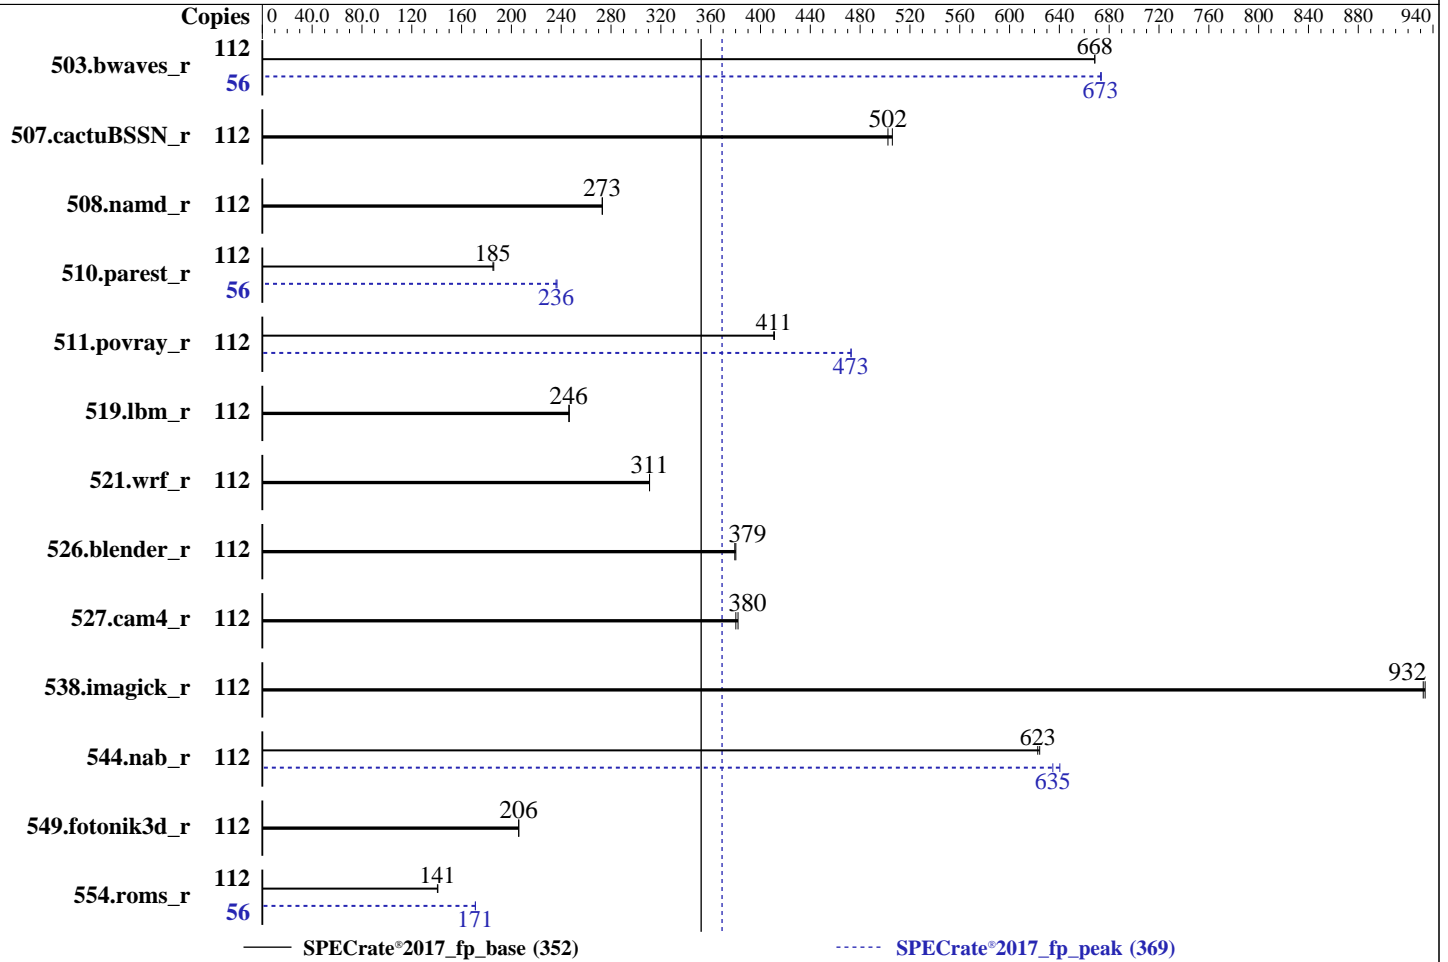 Copies 0 40.0 80.0 120 160 200 240 280 320 360 400 440 480 520 560 600 640 680 720 760 800 840 880 940
503.bwaves_r 112 668
56 673
507.cactuBSSN_r 112 502
508.namd_r 112 273
510.parest_r 112 185
56 236
511.povray_r 112 411
473
519.lbm_r 112 246
521.wrf_r 112 311
526.blender_r 112 379
527.cam4_r 112 380
538.imagick_r 112 932
544.nab_r 112 623
635
549.fotonik3d_r 112 206
554.roms_r 112 141
56 171
SPECrate®2017_fp_base (352) SPECrate®2017_fp_peak (369)